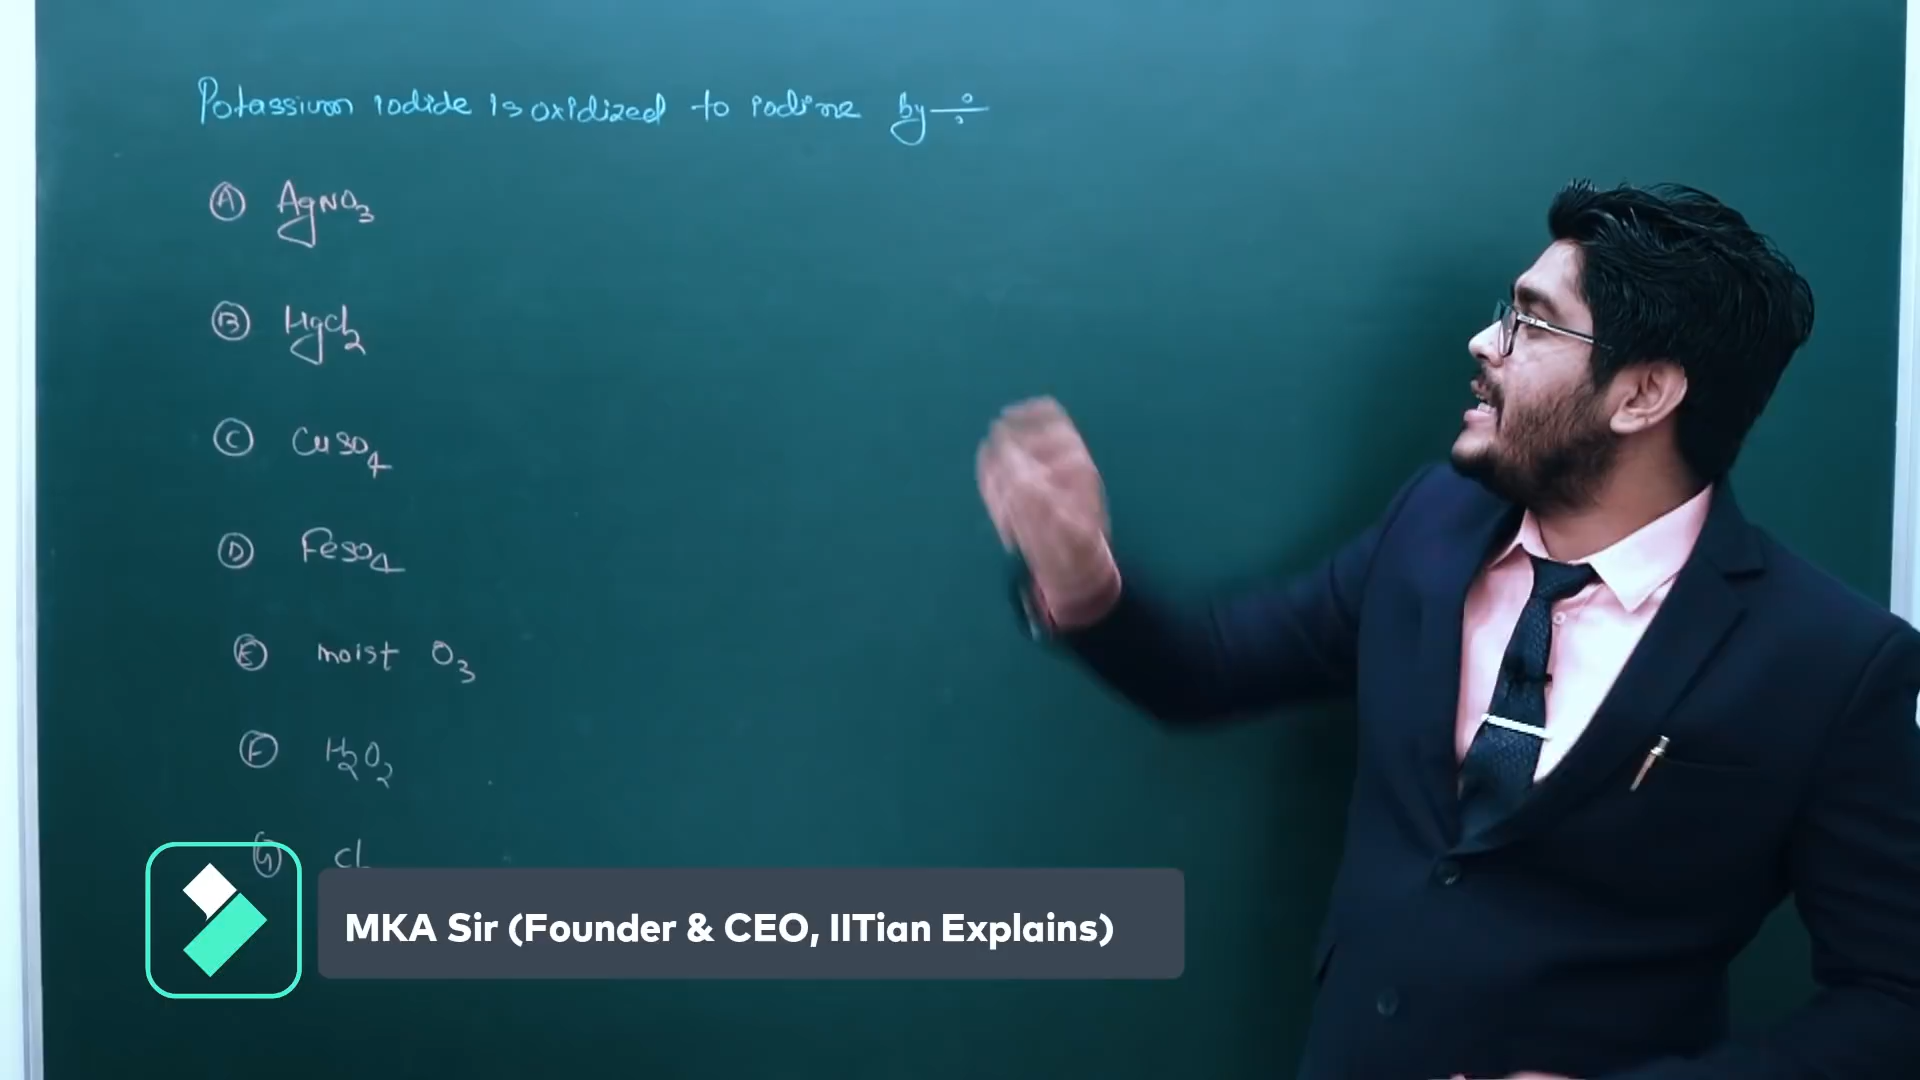 Potassium iodide is oxidized to iodine by
(A) AgNO3
(B) HgCl2
(C) CuSO4
(D) FeSO4
(E) moist O3
(F) H2O2
(G) Cl
MKA Sir (Founder & CEO, IITian Explains)